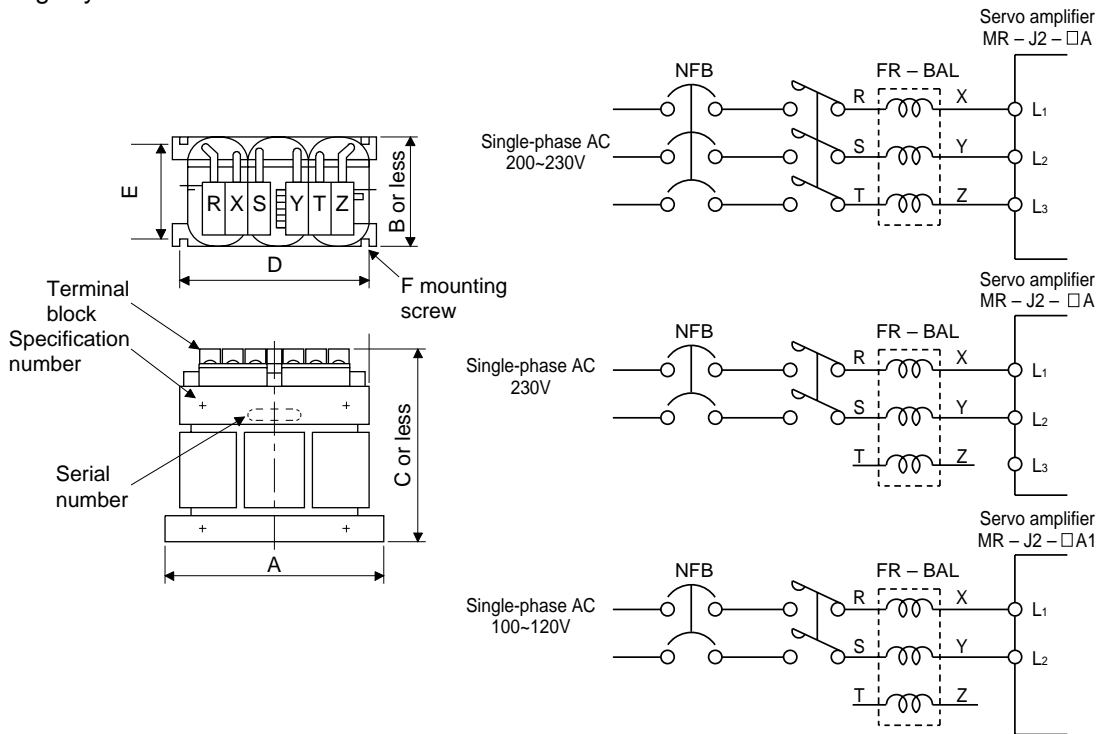 Servo amplifier
MR – J2 – □A
NFB
FR – BAL
R
X
L1
Single-phase AC
200~230V
S
Y
L2
T
Z
L3
E
R X S Y T Z
B or less
D
F mounting
screw
Terminal
block
Specification
number
Serial
number
C or less
A
Servo amplifier
MR – J2 – □A
NFB
FR – BAL
R
X
L1
Single-phase AC
230V
S
Y
L2
T
Z
L3
Servo amplifier
MR – J2 – □A1
NFB
FR – BAL
R
X
L1
Single-phase AC
100~120V
S
Y
L2
T
Z